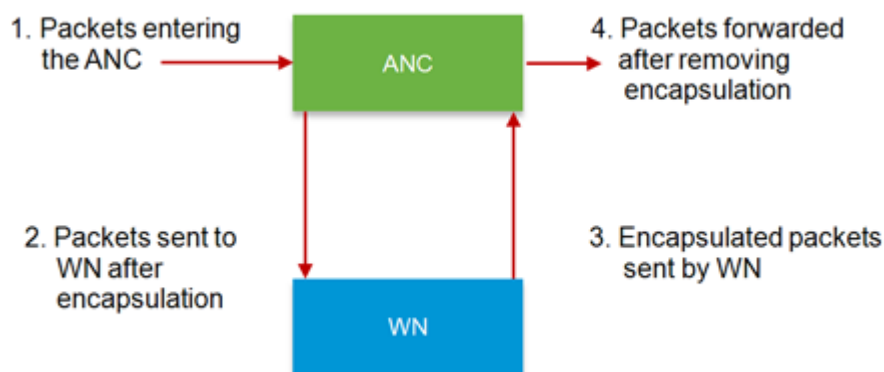 1. Packets entering
the ANC
ANC
4. Packets forwarded
after removing
encapsulation
2. Packets sent to
WN after
encapsulation
3. Encapsulated packets
sent by WN
WN